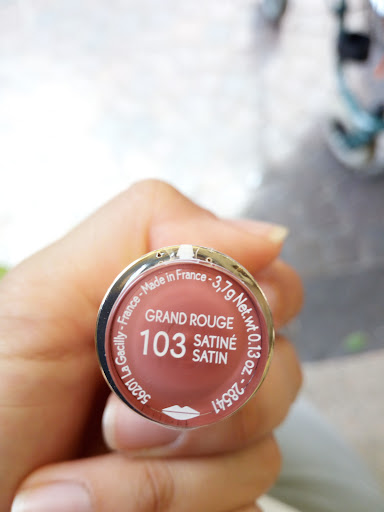 56201 LA Gacilly - France - Made in France - 3,7g Net.wt 0.13 oz. - 28541
GRAND ROUGE
103 SATINÉ
SATIN